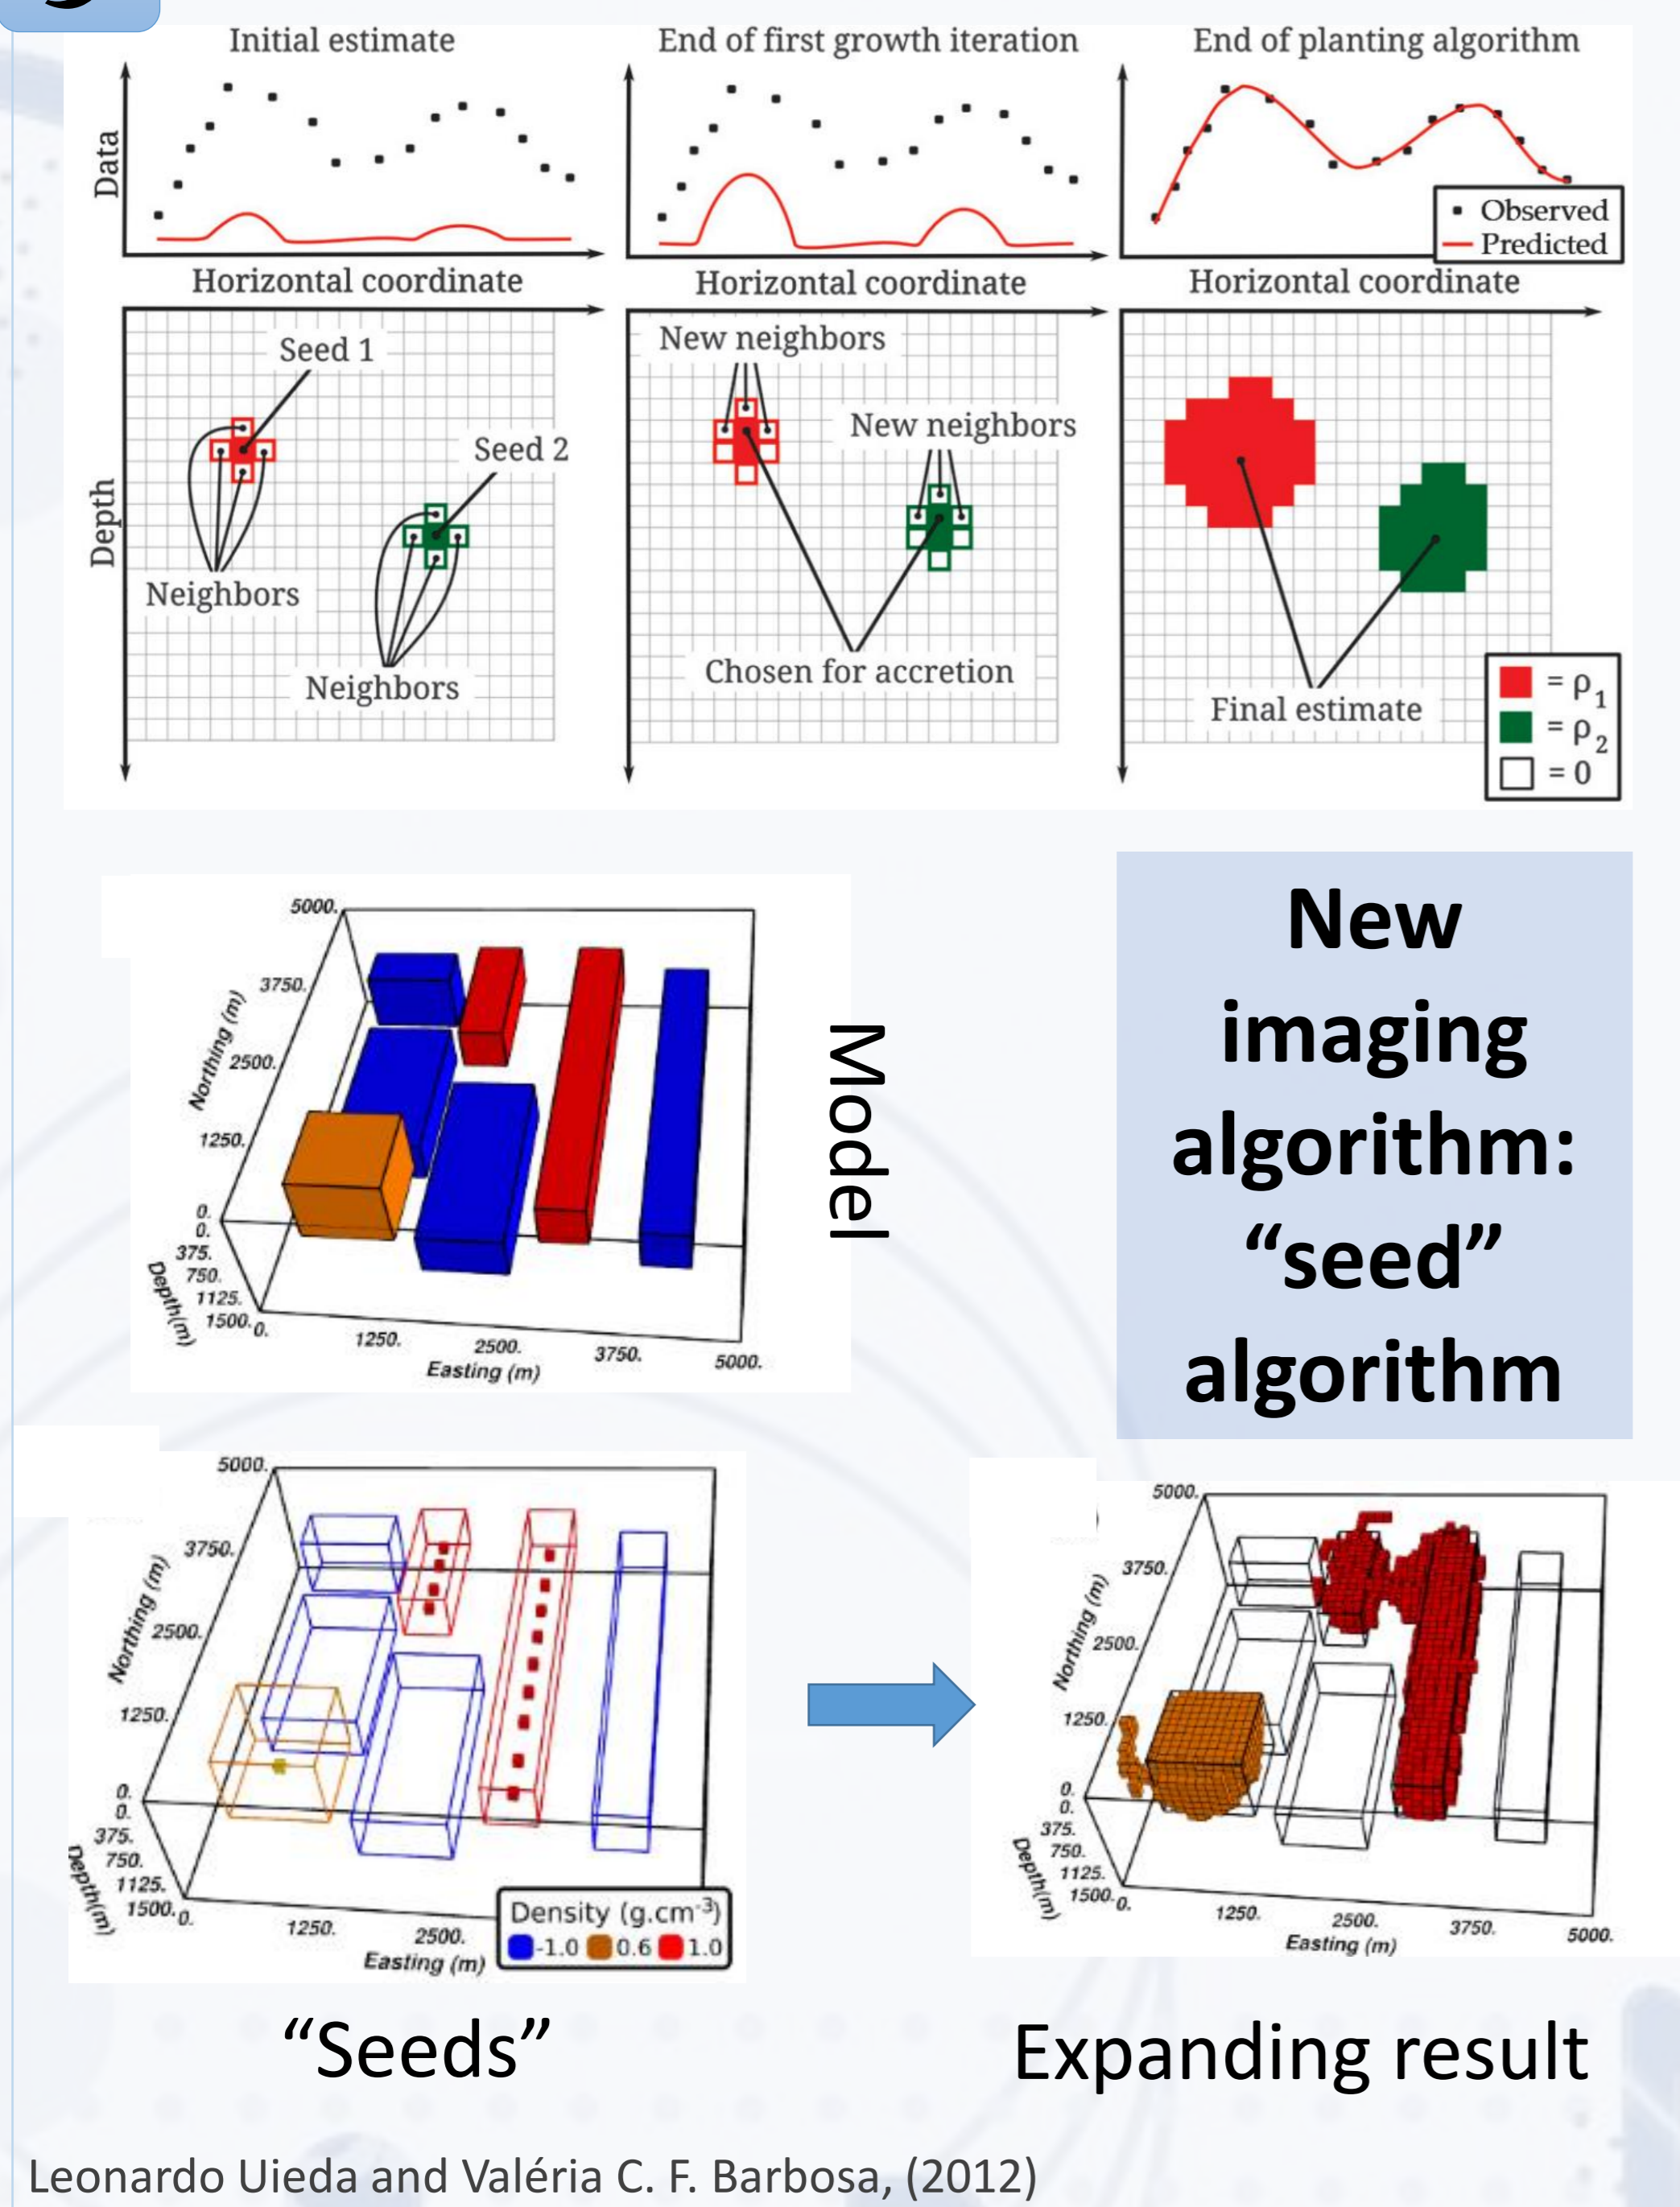 Initial estimate
End of first growth iteration
End of planting algorithm
Data
Observed
Predicted
Horizontal coordinate
Horizontal coordinate
Horizontal coordinate
Depth
Seed 1
Seed 2
Neighbors
Neighbors
New neighbors
New neighbors
Chosen for accretion
Final estimate
= ρ1
= ρ2
= 0
5000.
3750.
2500.
1250.
0.
0.
375.
750.
1125.
1500.
0.
1250.
2500.
3750.
5000.
Northing (m)
Depth(m)
Easting (m)
Model
New
imaging
algorithm:
“seed”
algorithm
5000.
3750.
2500.
1250.
0.
0.
375.
750.
1125.
1500.
0.
1250.
2500.
Northing (m)
Depth(m)
Easting (m)
Density (g.cm-3)
-1.0 0.6 1.0
5000.
3750.
2500.
1250.
0.
0.
375.
750.
1125.
1500.
0.
1250.
2500.
3750.
5000.
Northing (m)
Depth(m)
Easting (m)
“Seeds”
Expanding result
Leonardo Uieda and Valéria C. F. Barbosa, (2012)